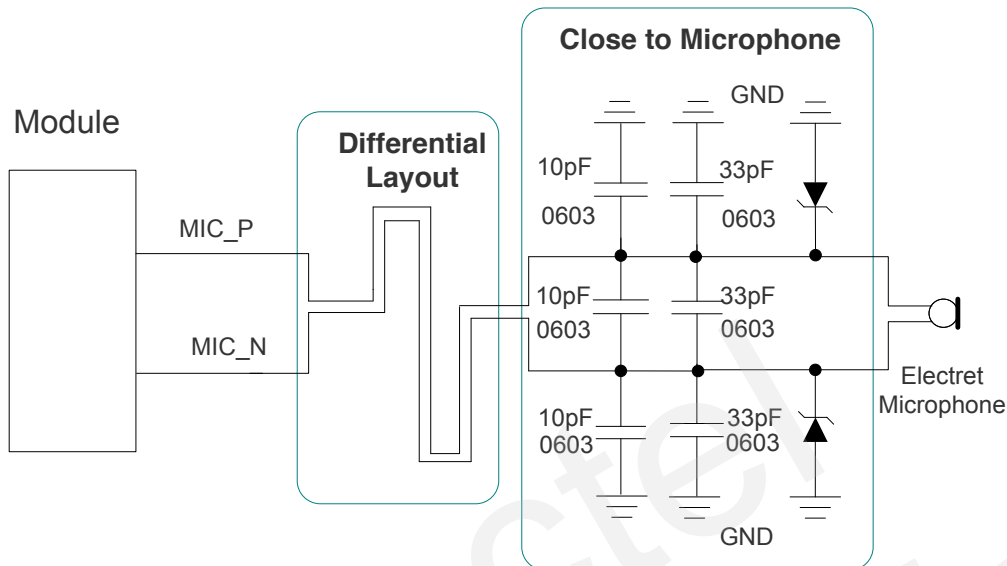 Close to Microphone
GND
Module
Differential
Layout
10pF
0603
33pF
0603
MIC_P
10pF
0603
33pF
0603
MIC_N
Electret
Microphone
10pF
0603
33pF
0603
GND